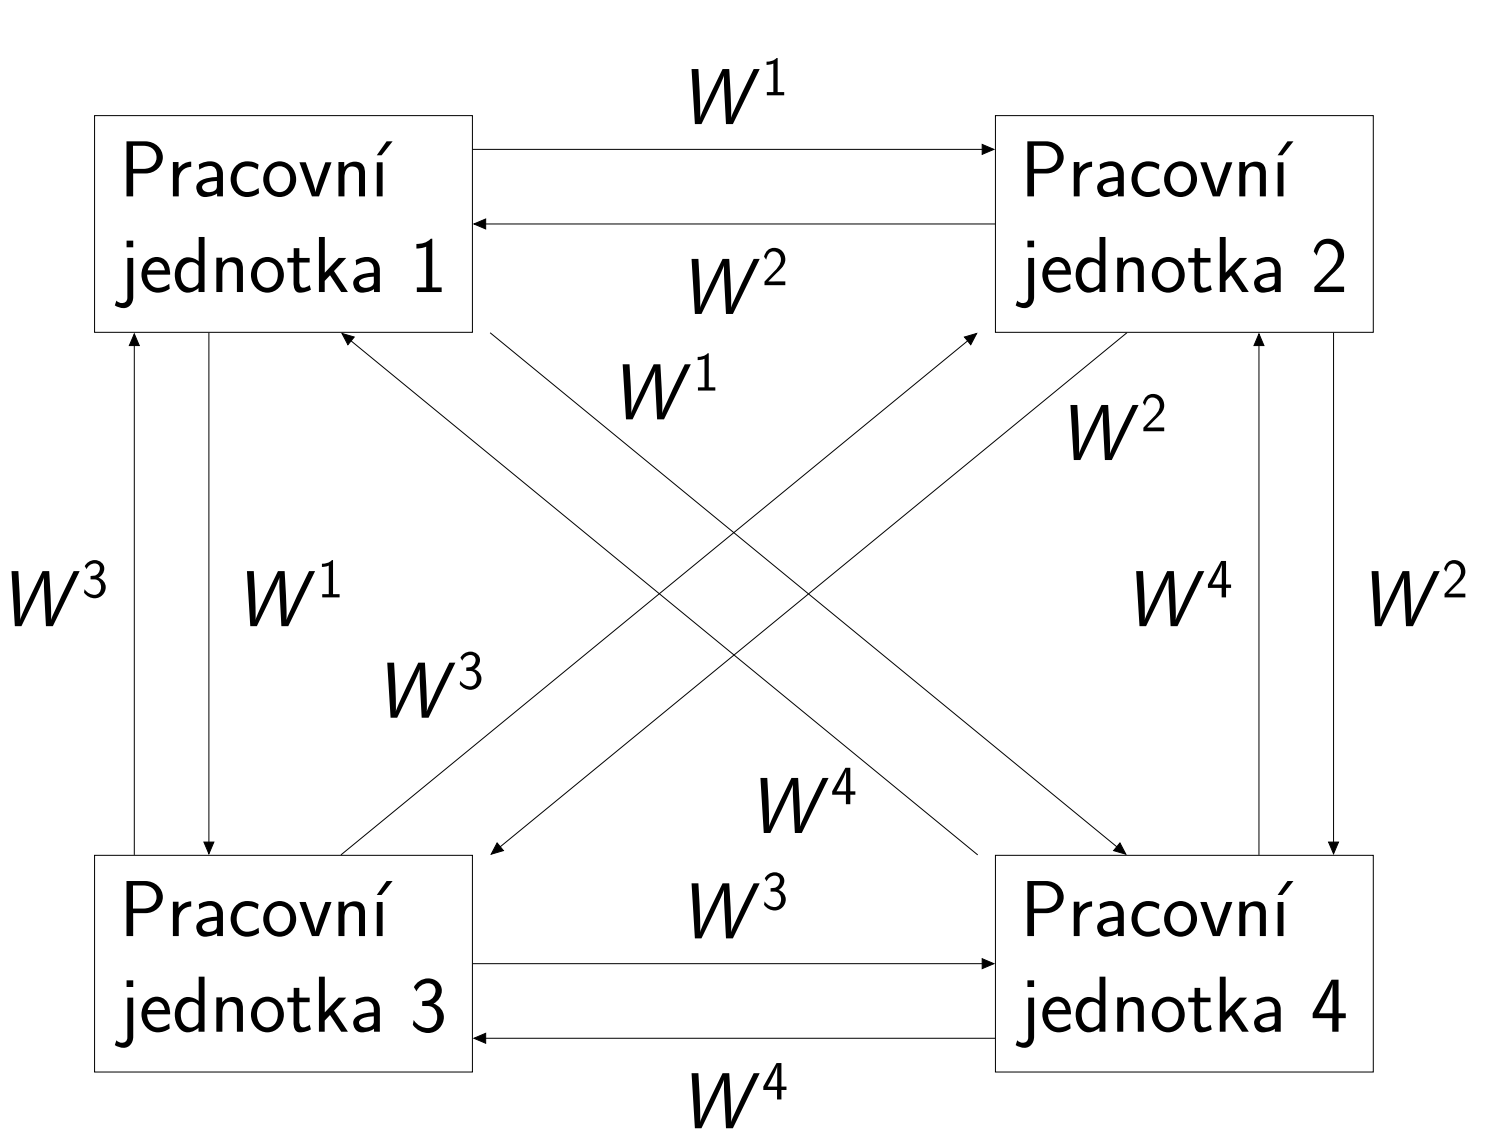 W¹
Pracovní
jednotka 1
Pracovní
jednotka 2
W²
W¹
W²
W³
W¹
W⁴
W²
W³
W⁴
Pracovní
jednotka 3
W³
Pracovní
jednotka 4
W⁴